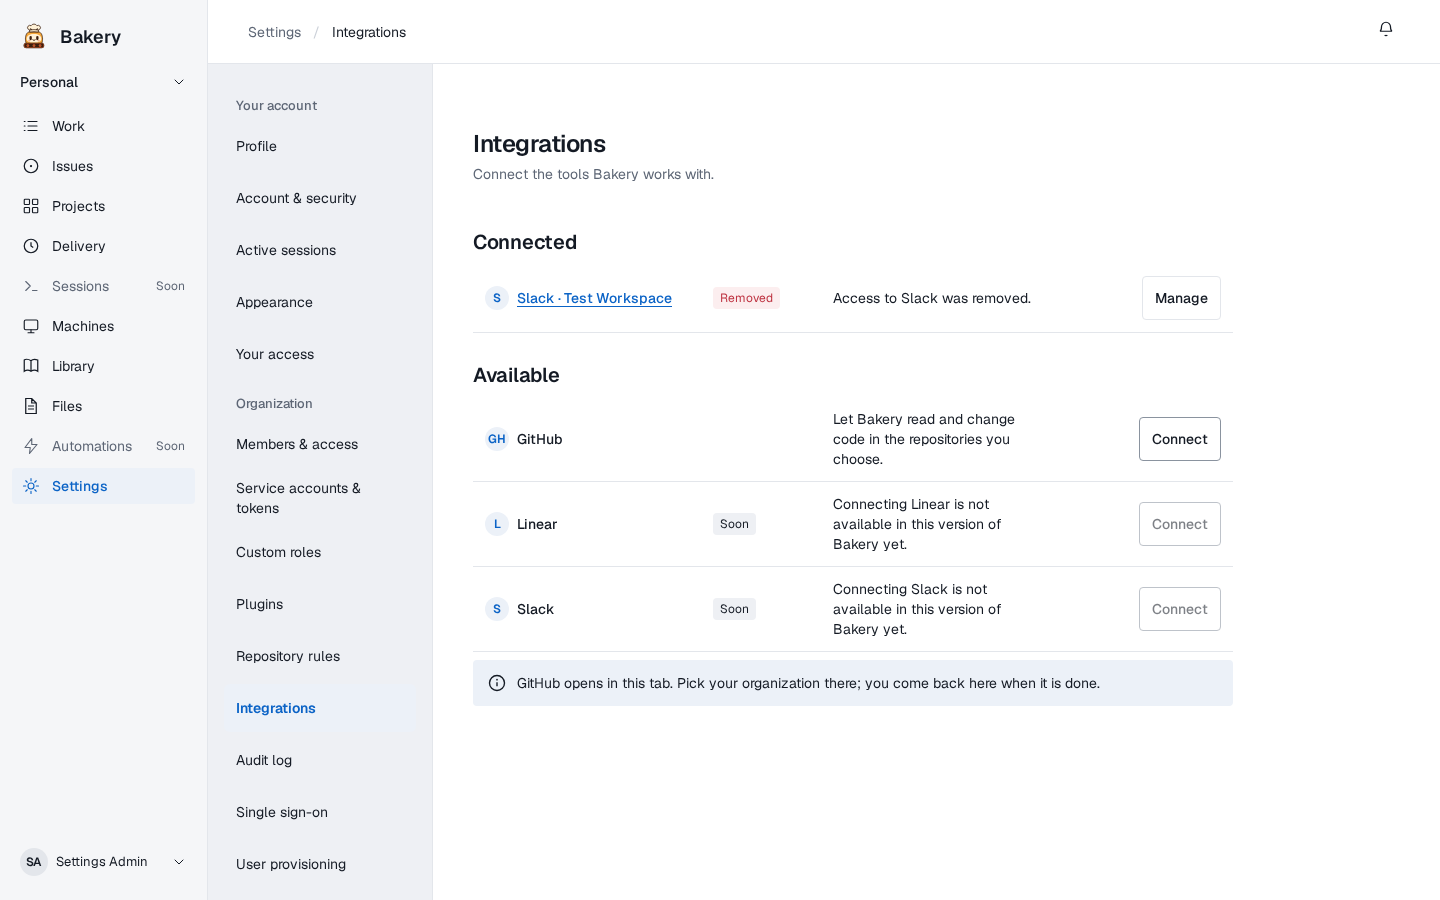 Bakery
Personal
Work
Issues
Projects
Delivery
Sessions Soon
Machines
Library
Files
Automations Soon
Settings
SA Settings Admin
Settings / Integrations
Your account
Profile
Account & security
Active sessions
Appearance
Your access
Organization
Members & access
Service accounts &
tokens
Custom roles
Plugins
Repository rules
Integrations
Audit log
Single sign-on
User provisioning
Integrations
Connect the tools Bakery works with.
Connected
S Slack · Test Workspace Removed Access to Slack was removed. Manage
Available
GH GitHub
Let Bakery read and change
code in the repositories you
choose.
Connect
L Linear Soon
Connecting Linear is not
available in this version of
Bakery yet.
Connect
S Slack Soon
Connecting Slack is not
available in this version of
Bakery yet.
Connect
GitHub opens in this tab. Pick your organization there; you come back here when it is done.